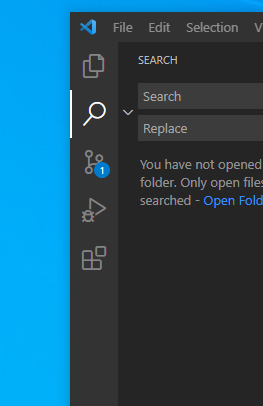 File Edit Selection
SEARCH
Search
Replace
You have not opened
folder. Only open files
searched - Open Fold
1